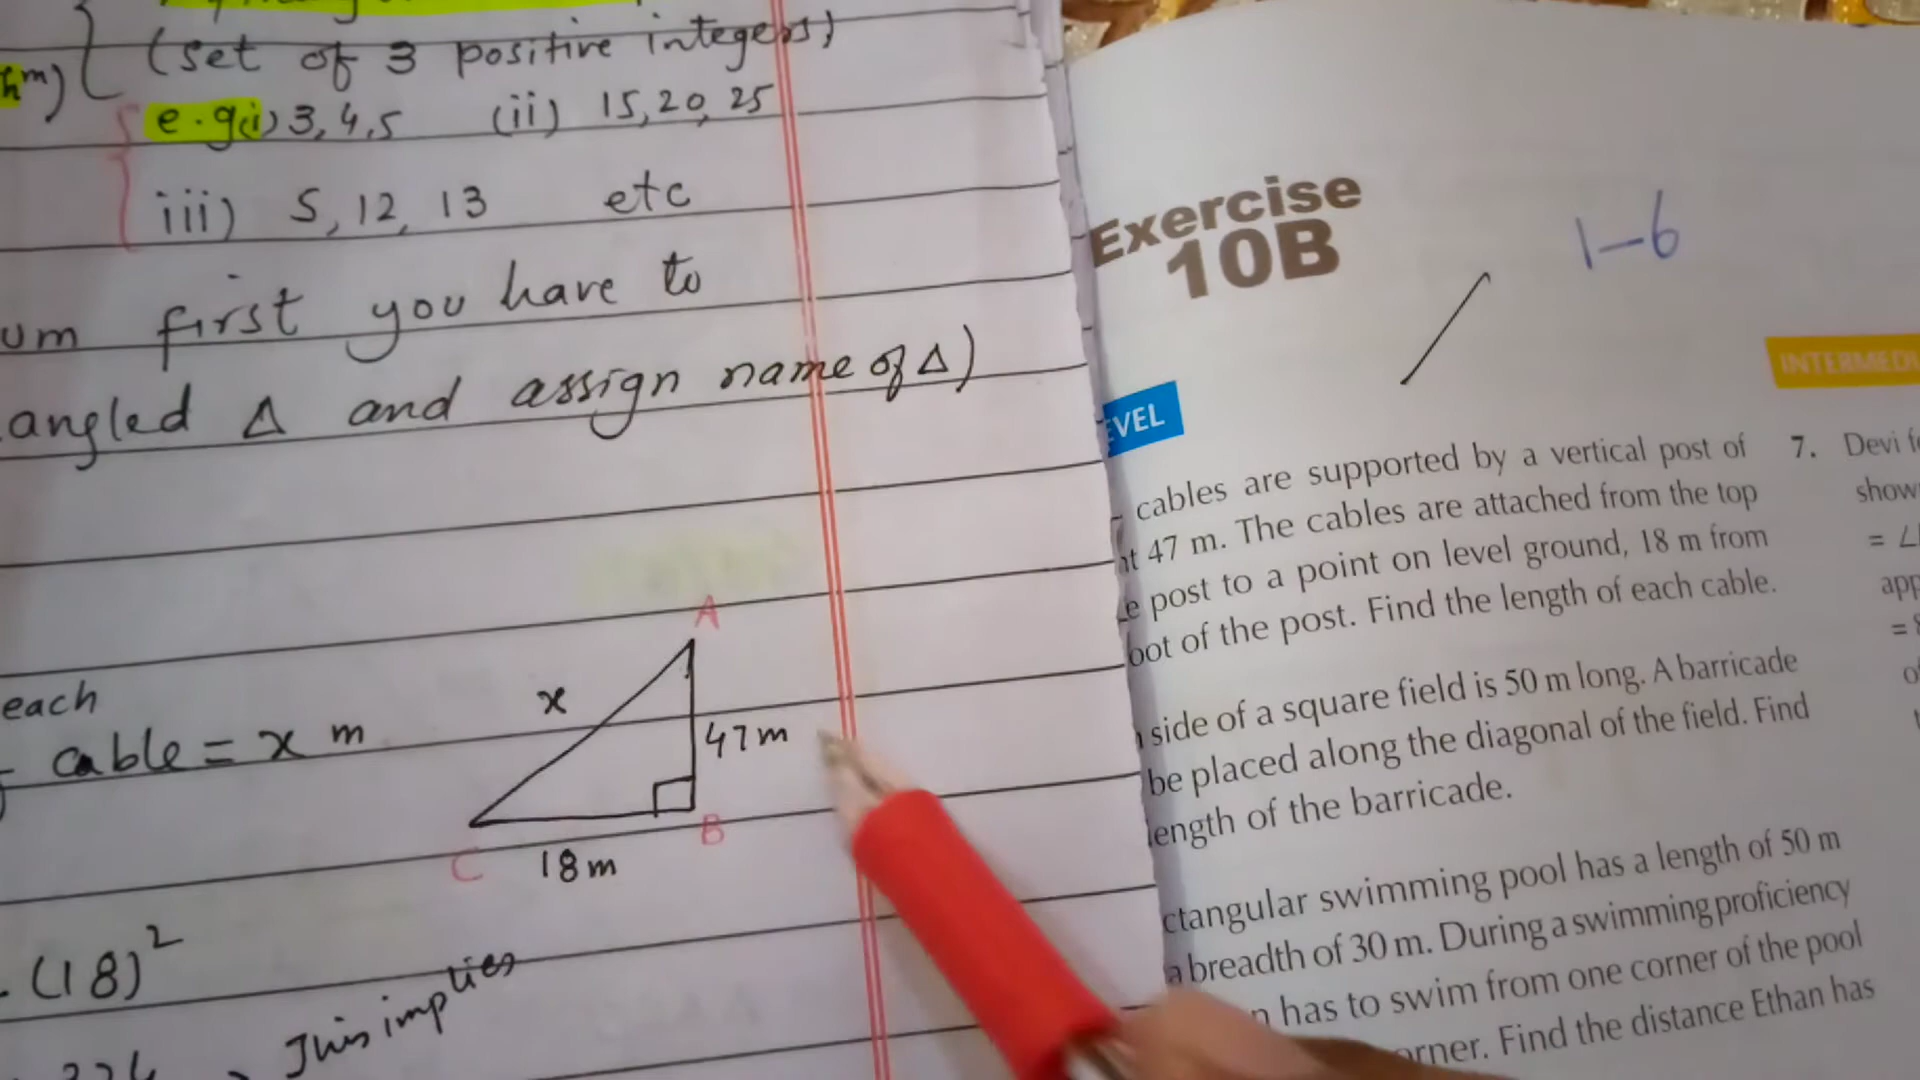 (set of 3 positive integers)
hm)
e.g(i) 3, 4, 5 (ii) 15, 20, 25
iii) 5, 12, 13 etc
um first you have to
angled Δ and assign name of Δ)
A
each
x
cable = x m
47m
B
C
18m
(18)²
This implies
Exercise
10B
1-6
INTERMED
EVEL
cables are supported by a vertical post of
47 m. The cables are attached from the top
post to a point on level ground, 18 m from
oot of the post. Find the length of each cable.
side of a square field is 50 m long. A barricade
be placed along the diagonal of the field. Find
length of the barricade.
ctangular swimming pool has a length of 50 m
a breadth of 30 m. During a swimming proficiency
n has to swim from one corner of the pool
orner. Find the distance Ethan has
7. Devi
show
= ∠
app
=